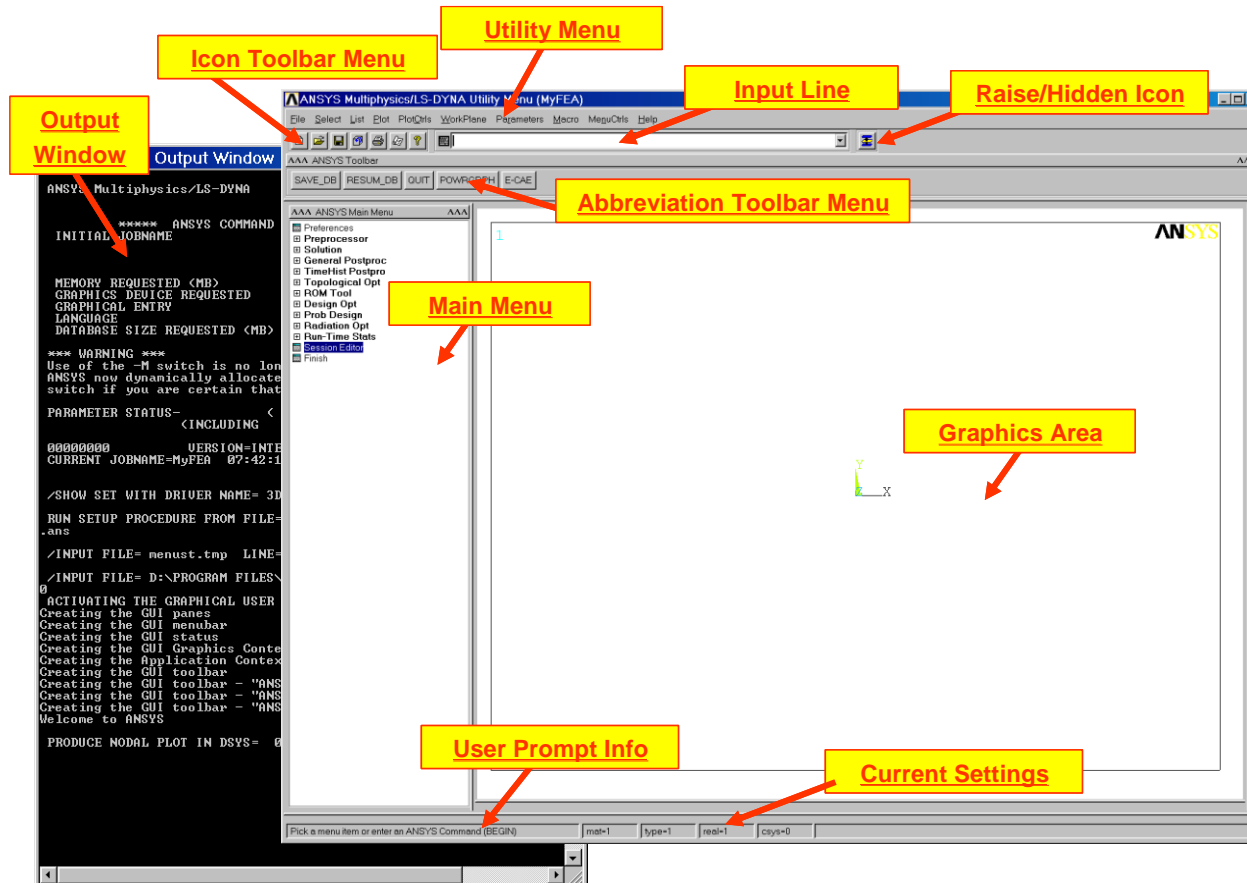 Utility Menu
Icon Toolbar Menu
Input Line
Raise/Hidden Icon
Output
Window
ANSYS Multiphysics/LS-DYNA Utility Menu (MyFEA)
File Select List Plot PlotCtrls WorkPlane Parameters Macro MenuCtrls Help
ANSYS Toolbar
SAVE_DB RESUM_DB QUIT POWRGRPH E-CAE
Abbreviation Toolbar Menu
Output Window
ANSYS Multiphysics/LS-DYNA
***** ANSYS COMMAND
INITIAL JOBNAME
MEMORY REQUESTED (MB)
GRAPHICS DEVICE REQUESTED
GRAPHICAL ENTRY
LANGUAGE
DATABASE SIZE REQUESTED (MB)
*** WARNING ***
Use of the -M switch is no lon
ANSYS now dynamically allocate
switch if you are certain that
PARAMETER STATUS- (
(INCLUDING
00000000 VERSION=INTE
CURRENT JOBNAME=MyFEA 07:42:1
/SHOW SET WITH DRIVER NAME= 3D
RUN SETUP PROCEDURE FROM FILE=
.ans
/INPUT FILE= menust.tmp LINE=
/INPUT FILE= D:\PROGRAM FILES\
0
ACTIVATING THE GRAPHICAL USER
Creating the GUI panes
Creating the GUI menubar
Creating the GUI status
Creating the GUI Graphics Conte
Creating the Application Contex
Creating the GUI toolbar
Creating the GUI toolbar - "ANS
Creating the GUI toolbar - "ANS
Creating the GUI toolbar - "ANS
Welcome to ANSYS
PRODUCE NODAL PLOT IN DSYS= 0
ANSYS Main Menu
Preferences
Preprocessor
Solution
General Postproc
TimeHist Postpro
Topological Opt
ROM Tool
Design Opt
Prob Design
Radiation Opt
Run-Time Stats
Session Editor
Finish
Main Menu
1
ANSYS
Graphics Area
Y
Z X
User Prompt Info
Current Settings
Pick a menu item or enter an ANSYS Command (BEGIN) mat=1 type=1 real=1 csys=0